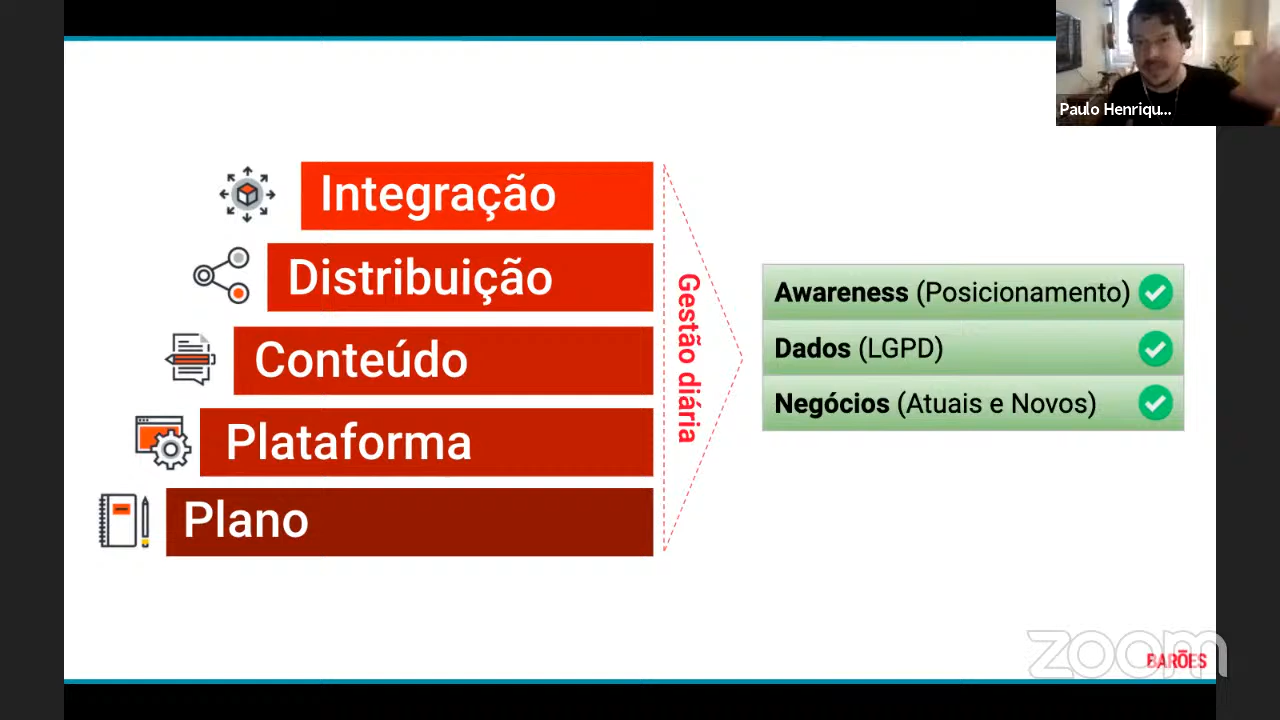 Paulo Henriqu...
Integração
Distribuição
Conteúdo
Plataforma
Plano
Gestão diária
Awareness (Posicionamento)
Dados (LGPD)
Negócios (Atuais e Novos)
zoom
BARÕES